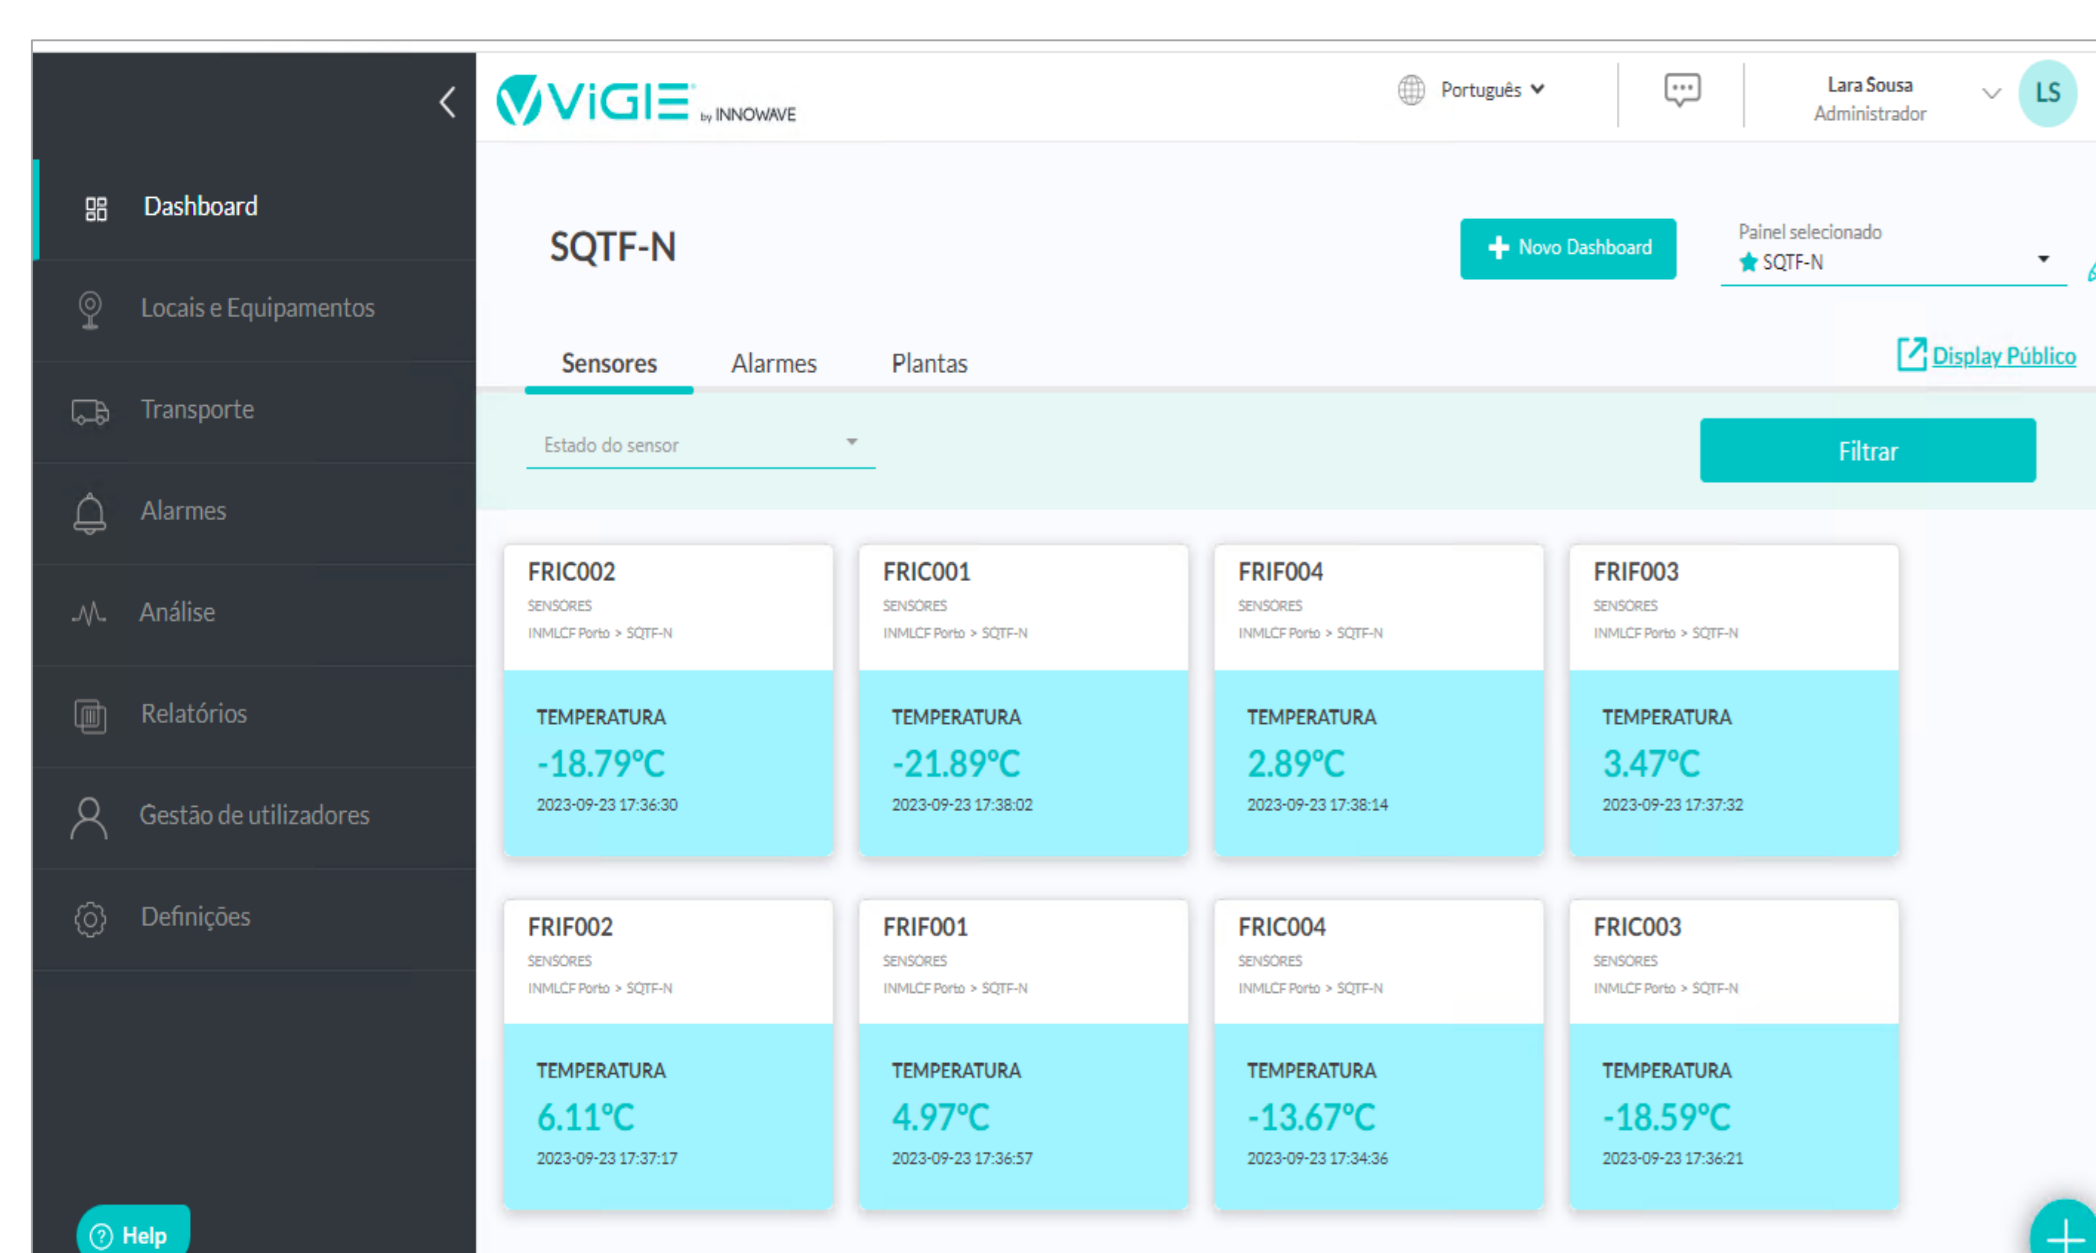 ViGIE by INNOWAVE
Português
Lara Sousa
Administrador
LS
Dashboard
Locais e Equipamentos
Transporte
Alarmes
Análise
Relatórios
Gestão de utilizadores
Definições
Help
SQTF-N
Novo Dashboard
Painel selecionado
SQTF-N
Sensores Alarmes Plantas
Display Público
Estado do sensor
Filtrar
FRIC002
SENSORES
INMLCF Porto > SQTF-N
TEMPERATURA
-18.79°C
2023-09-23 17:36:30
FRIC001
SENSORES
INMLCF Porto > SQTF-N
TEMPERATURA
-21.89°C
2023-09-23 17:38:02
FRIF004
SENSORES
INMLCF Porto > SQTF-N
TEMPERATURA
2.89°C
2023-09-23 17:38:14
FRIF003
SENSORES
INMLCF Porto > SQTF-N
TEMPERATURA
3.47°C
2023-09-23 17:37:32
FRIF002
SENSORES
INMLCF Porto > SQTF-N
TEMPERATURA
6.11°C
2023-09-23 17:37:17
FRIF001
SENSORES
INMLCF Porto > SQTF-N
TEMPERATURA
4.97°C
2023-09-23 17:36:57
FRIC004
SENSORES
INMLCF Porto > SQTF-N
TEMPERATURA
-13.67°C
2023-09-23 17:34:36
FRIC003
SENSORES
INMLCF Porto > SQTF-N
TEMPERATURA
-18.59°C
2023-09-23 17:36:21